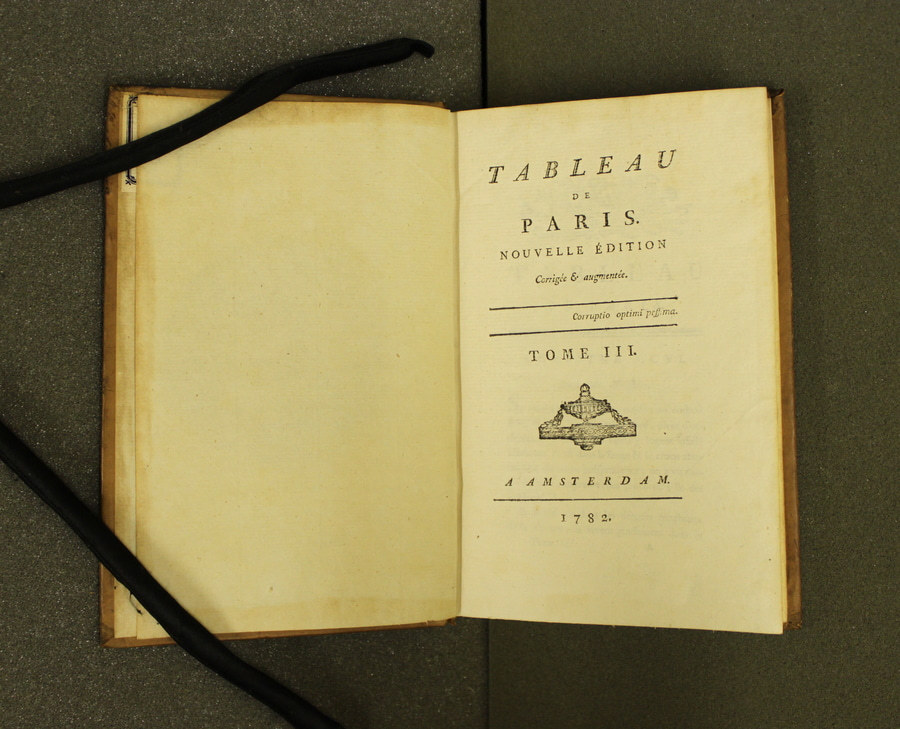 TABLEAU
DE
PARIS.
NOUVELLE ÉDITION
Corrigée & augmentée.
Corruptio optimi peſſima.
TOME III.
A AMSTERDAM.
1782.